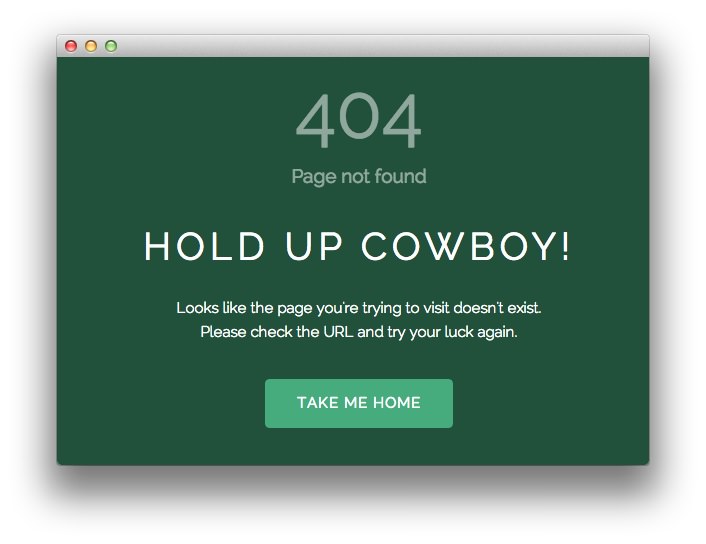 404
Page not found
HOLD UP COWBOY!
Looks like the page you're trying to visit doesn't exist.
Please check the URL and try your luck again.
TAKE ME HOME